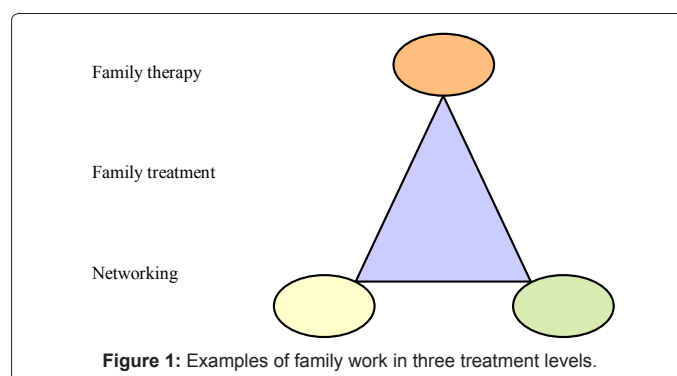 Family therapy
Family treatment
Networking
Figure 1: Examples of family work in three treatment levels.